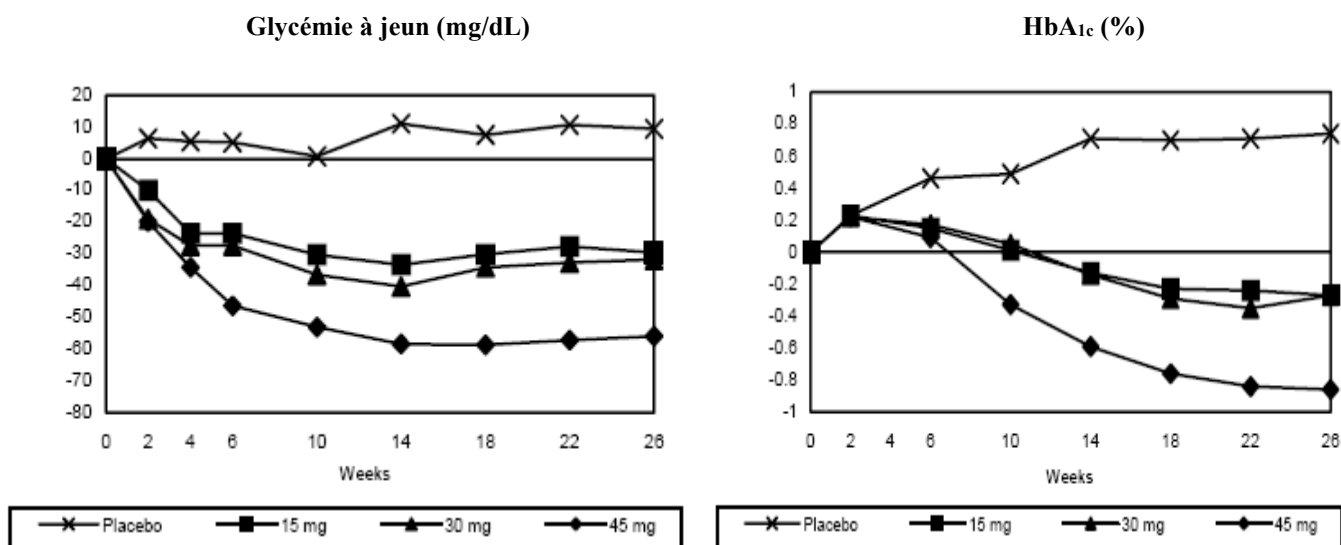 Glycémie à jeun (mg/dL)
20
10
0
-10
-20
-30
-40
-50
-60
-70
-80
0 2 4 6 10 14 18 22 26
Weeks
Placebo 15 mg 30 mg 45 mg
HbA1c (%)
1
0.8
0.6
0.4
0.2
0
-0.2
-0.4
-0.6
-0.8
-1
0 2 4 6 10 14 18 22 26
Weeks
Placebo 15 mg 30 mg 45 mg